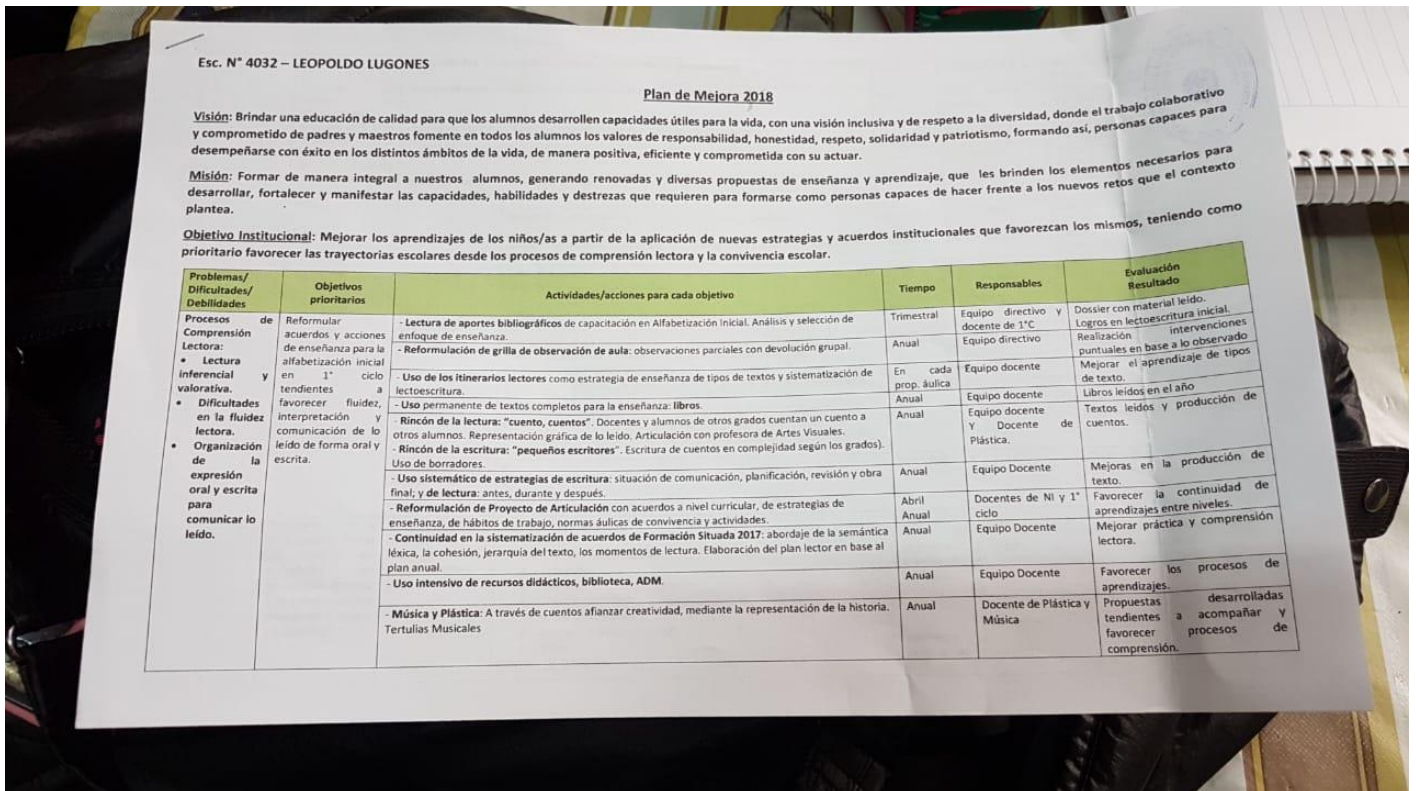 Esc. N° 4032 – LEOPOLDO LUGONES
Plan de Mejora 2018
Visión: Brindar una educación de calidad para que los alumnos desarrollen capacidades útiles para la vida, con una visión inclusiva y de respeto a la diversidad, donde el trabajo colaborativo
y comprometido de padres y maestros fomente en todos los alumnos los valores de responsabilidad, honestidad, respeto, solidaridad y patriotismo, formando así, personas capaces para
desempeñarse con éxito en los distintos ámbitos de la vida, de manera positiva, eficiente y comprometida con su actuar.
Misión: Formar de manera integral a nuestros alumnos, generando renovadas y diversas propuestas de enseñanza y aprendizaje, que les brinden los elementos necesarios para
desarrollar, fortalecer y manifestar las capacidades, habilidades y destrezas que requieren para formarse como personas capaces de hacer frente a los nuevos retos que el contexto
plantea.
Objetivo Institucional: Mejorar los aprendizajes de los niños/as a partir de la aplicación de nuevas estrategias y acuerdos institucionales que favorezcan los mismos, teniendo como
prioritario favorecer las trayectorias escolares desde los procesos de comprensión lectora y la convivencia escolar.
Problemas/
Dificultades/
Debilidades
Objetivos
prioritarios
Actividades/acciones para cada objetivo
Tiempo
Responsables
Evaluación
Resultado
Procesos de
Comprensión
Lectora:
• Lectura
inferencial y
valorativa.
• Dificultades
en la fluidez
lectora.
• Organización
de la
expresión
oral y escrita
para
comunicar lo
leído.
Reformular
acuerdos y acciones
de enseñanza para la
alfabetización inicial
en 1° ciclo
tendientes a
favorecer fluidez,
interpretación y
comunicación de lo
leído de forma oral y
escrita.
- Lectura de aportes bibliográficos de capacitación en Alfabetización Inicial. Análisis y selección de
enfoque de enseñanza.
Trimestral
Equipo directivo y
docente de 1°C
Dossier con material leído.
Logros en lectoescritura inicial.
- Reformulación de grilla de observación de aula: observaciones parciales con devolución grupal.
Anual
Equipo directivo
Realización intervenciones
puntuales en base a lo observado
- Uso de los itinerarios lectores como estrategia de enseñanza de tipos de textos y sistematización de
lectoescritura.
En cada
prop. áulica
Equipo docente
Mejorar el aprendizaje de tipos
de texto.
- Uso permanente de textos completos para la enseñanza: libros.
Anual
Equipo docente
Libros leídos en el año
- Rincón de la lectura: "cuento, cuentos". Docentes y alumnos de otros grados cuentan un cuento a
otros alumnos. Representación gráfica de lo leído. Articulación con profesora de Artes Visuales.
- Rincón de la escritura: "pequeños escritores". Escritura de cuentos en complejidad según los grados).
Uso de borradores.
Anual
Equipo docente
Y Docente de
Plástica.
Textos leídos y producción de
cuentos.
- Uso sistemático de estrategias de escritura: situación de comunicación, planificación, revisión y obra
final; y de lectura: antes, durante y después.
Anual
Equipo Docente
Mejoras en la producción de
texto.
- Reformulación de Proyecto de Articulación con acuerdos a nivel curricular, de estrategias de
enseñanza, de hábitos de trabajo, normas áulicas de convivencia y actividades.
Abril
Anual
Docentes de NI y 1°
ciclo
Favorecer la continuidad de
aprendizajes entre niveles.
- Continuidad en la sistematización de acuerdos de Formación Situada 2017: abordaje de la semántica
léxica, la cohesión, jerarquía del texto, los momentos de lectura. Elaboración del plan lector en base al
plan anual.
Anual
Equipo Docente
Mejorar práctica y comprensión
lectora.
- Uso intensivo de recursos didácticos, biblioteca, ADM.
Anual
Equipo Docente
Favorecer los procesos de
aprendizajes.
- Música y Plástica: A través de cuentos afianzar creatividad, mediante la representación de la historia.
Tertulias Musicales
Anual
Docente de Plástica y
Música
Propuestas desarrolladas
tendientes a acompañar y
favorecer procesos de
comprensión.